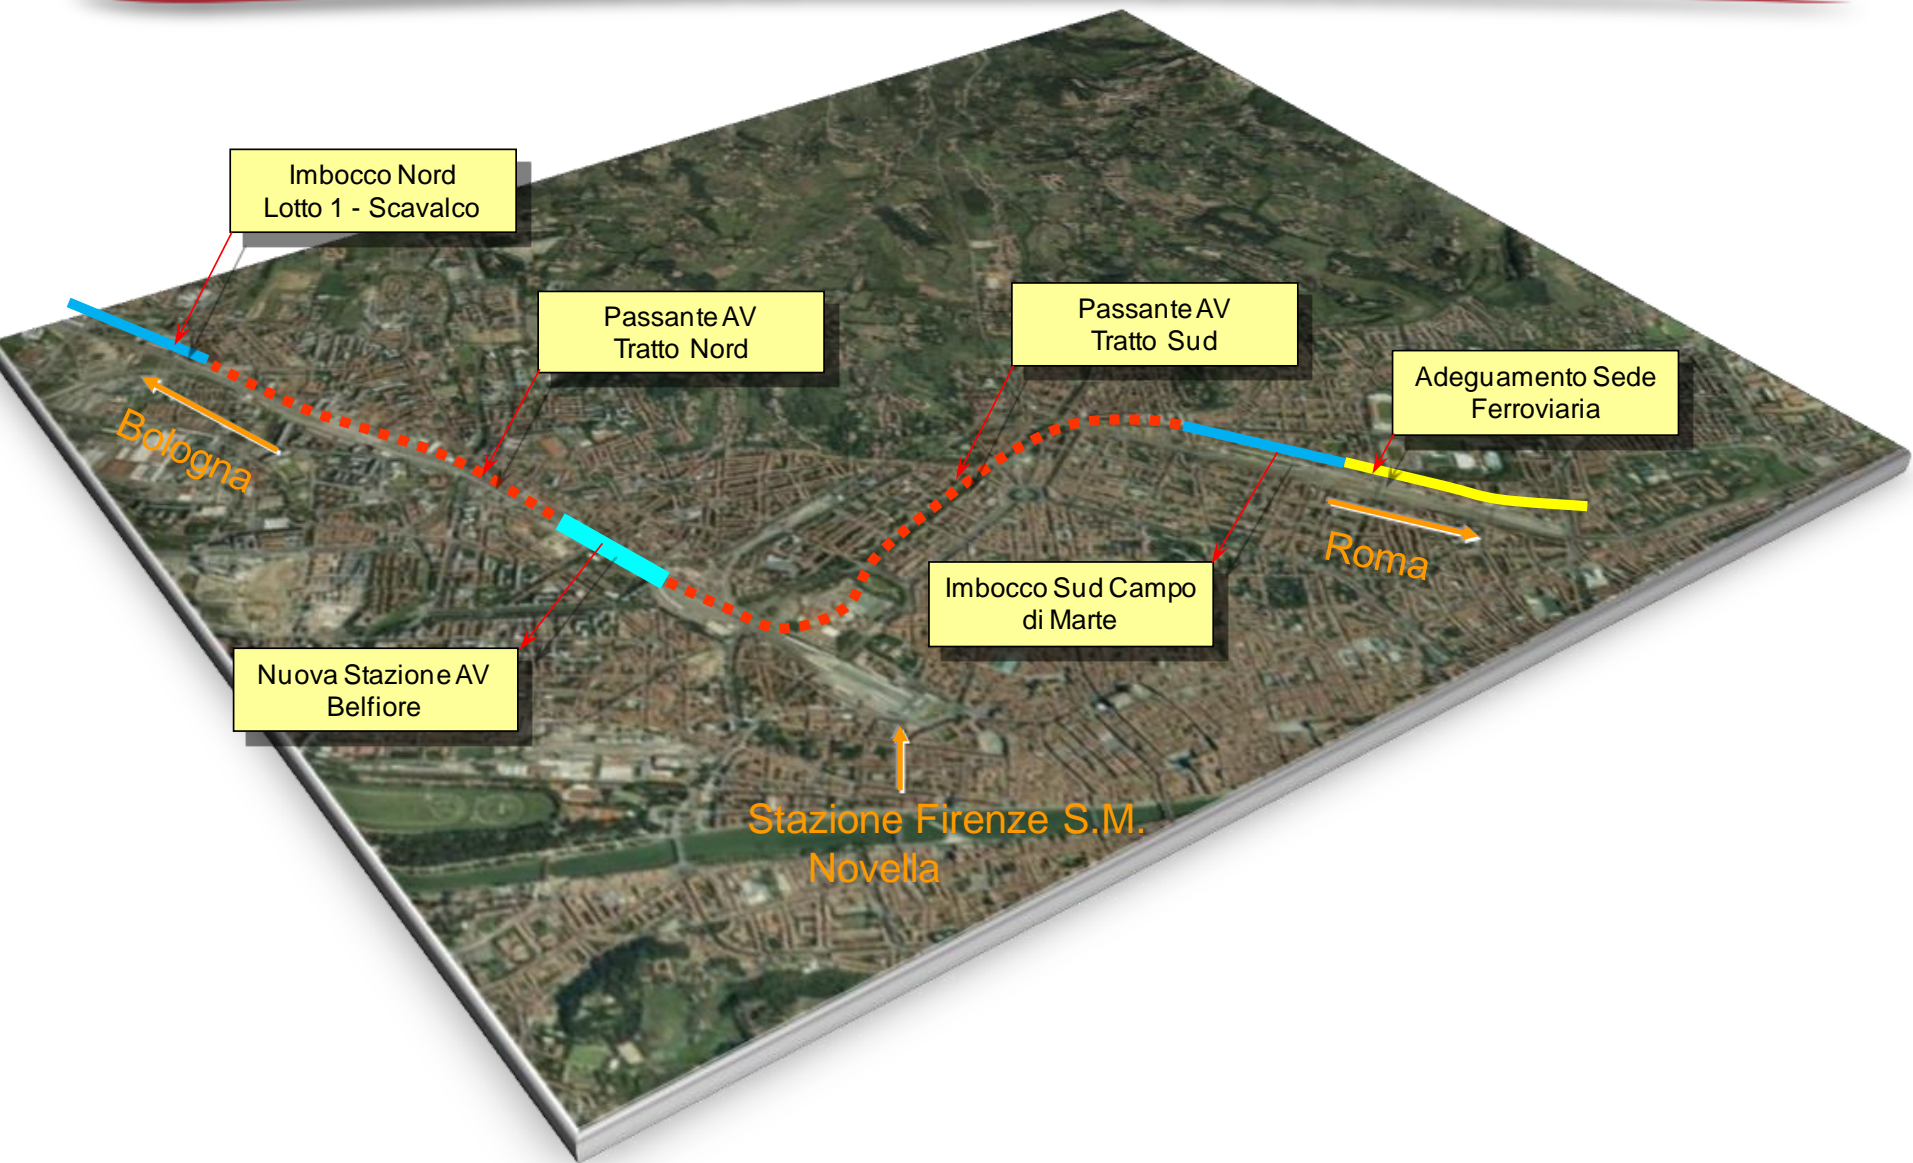 Imbocco Nord
Lotto 1 - Scavalco
Passante AV
Tratto Nord
Passante AV
Tratto Sud
Adeguamento Sede
Ferroviaria
Bologna
Roma
Imbocco Sud Campo
di Marte
Nuova Stazione AV
Belfiore
Stazione Firenze S.M.
Novella